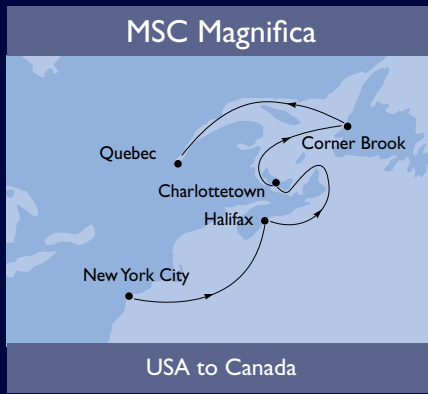 MSC Magnifica
Corner Brook
Quebec
Charlottetown
Halifax
New York City
USA to Canada